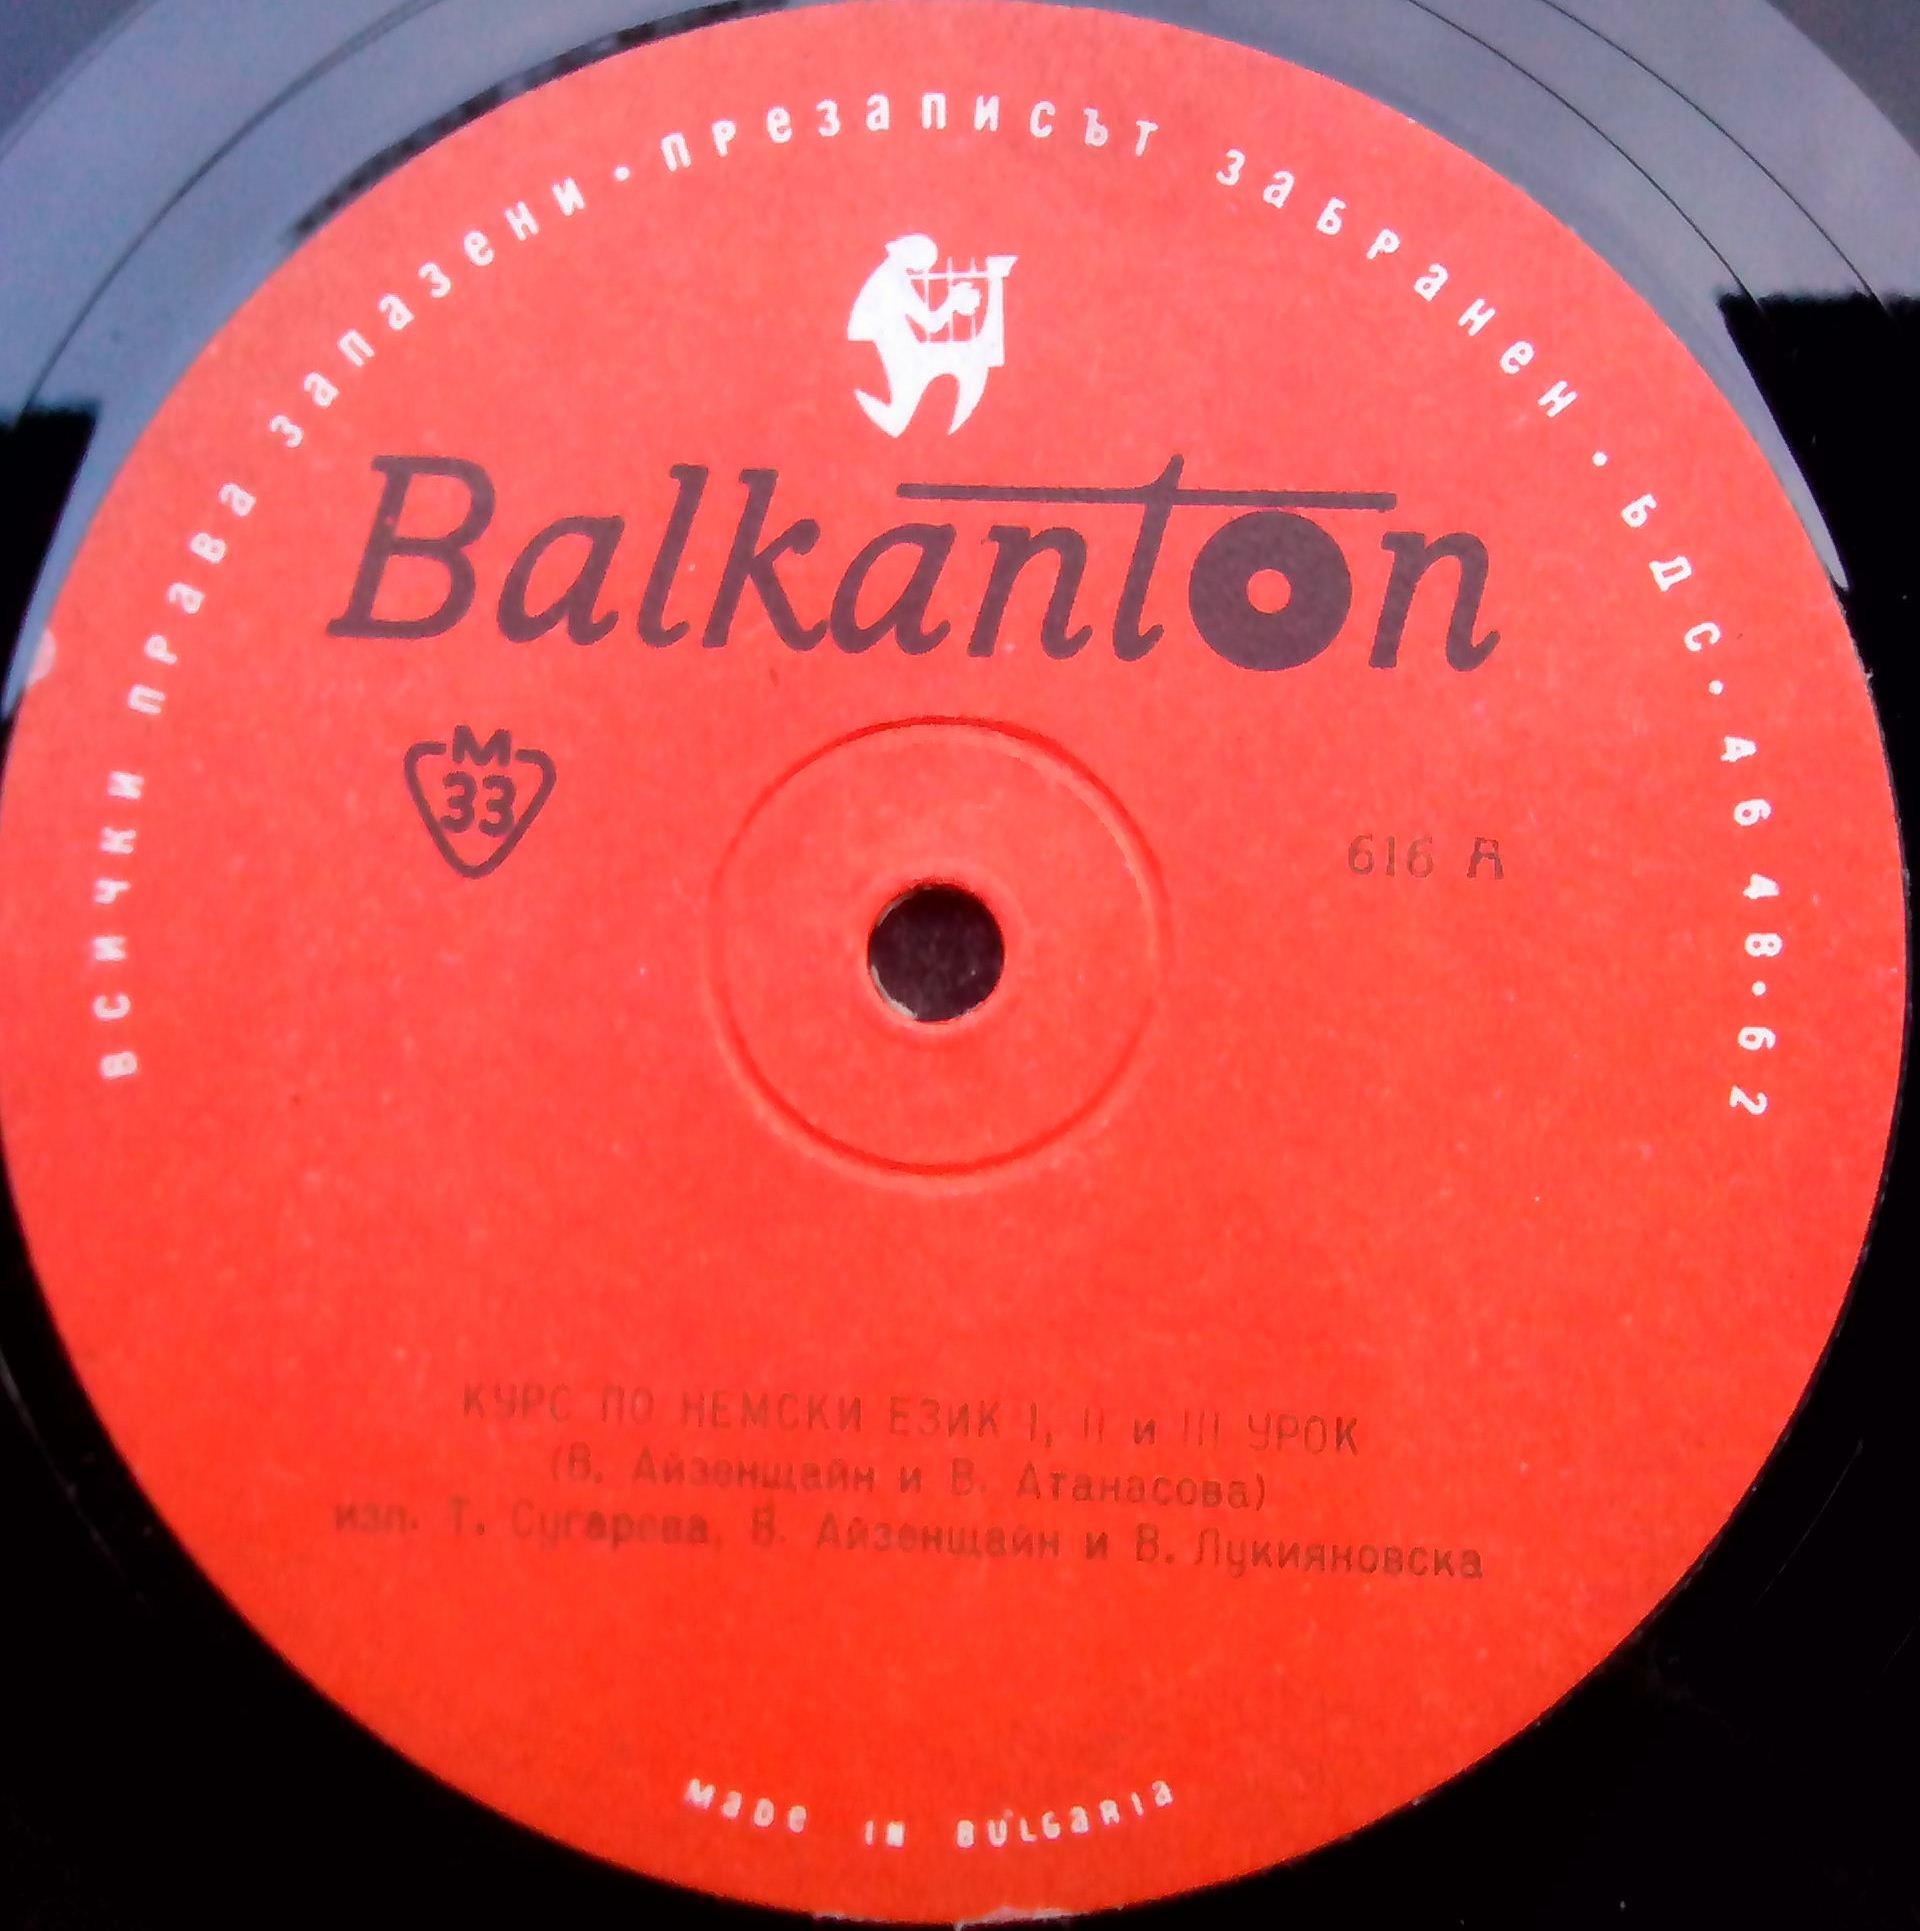 всички права запазени • презаписът забранен • БДС • 4648 • 62
Balkanton
М
33
616 А
КУРС ПО НЕМСКИ ЕЗИК I, II и III УРОК
(В. Айзенщайн и В. Атанасова)
изп. Т. Сугарева, В. Айзенщайн и В. Лукияновска
MADE IN BULGARIA